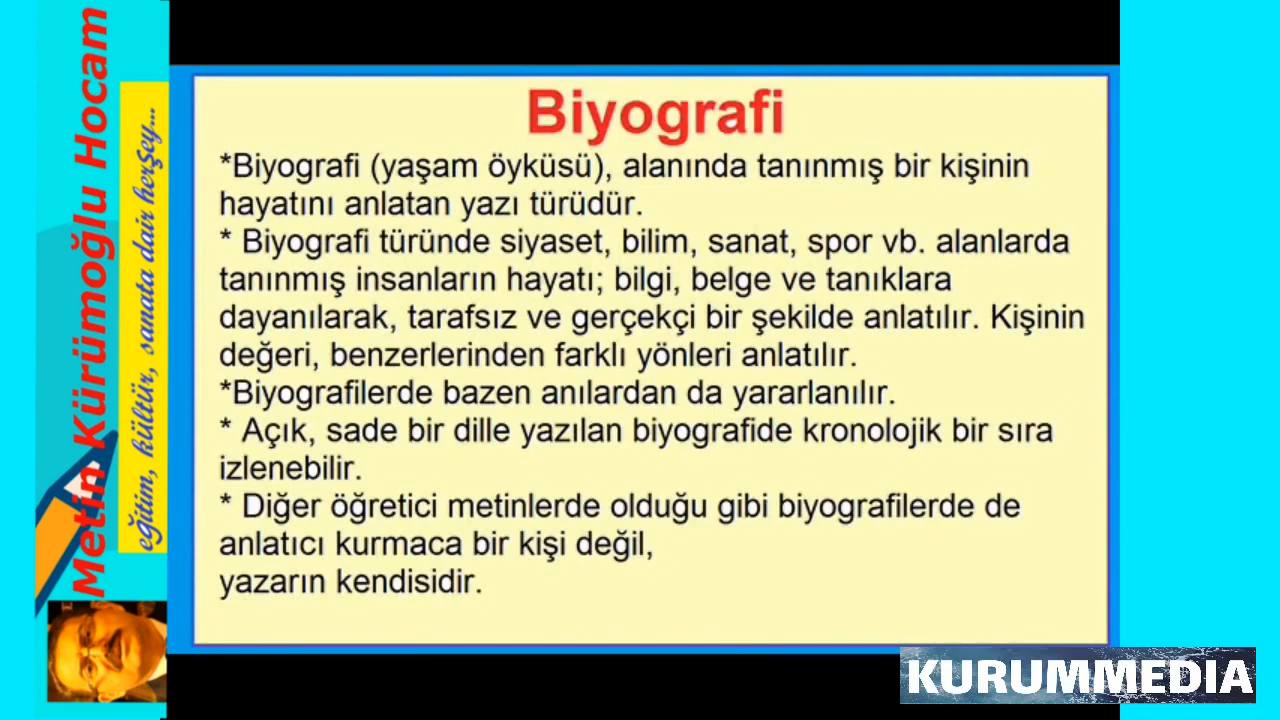 Metin Kürümoğlu Hocam
eğitim, kültür, sanata dair herşey...
Biyografi
*Biyografi (yaşam öyküsü), alanında tanınmış bir kişinin
hayatını anlatan yazı türüdür.
* Biyografi türünde siyaset, bilim, sanat, spor vb. alanlarda
tanınmış insanların hayatı; bilgi, belge ve tanıklara
dayanılarak, tarafsız ve gerçekçi bir şekilde anlatılır. Kişinin
değeri, benzerlerinden farklı yönleri anlatılır.
*Biyografilerde bazen anılardan da yararlanılır.
* Açık, sade bir dille yazılan biyografide kronolojik bir sıra
izlenebilir.
* Diğer öğretici metinlerde olduğu gibi biyografilerde de
anlatıcı kurmaca bir kişi değil,
yazarın kendisidir.
KURUMMEDIA